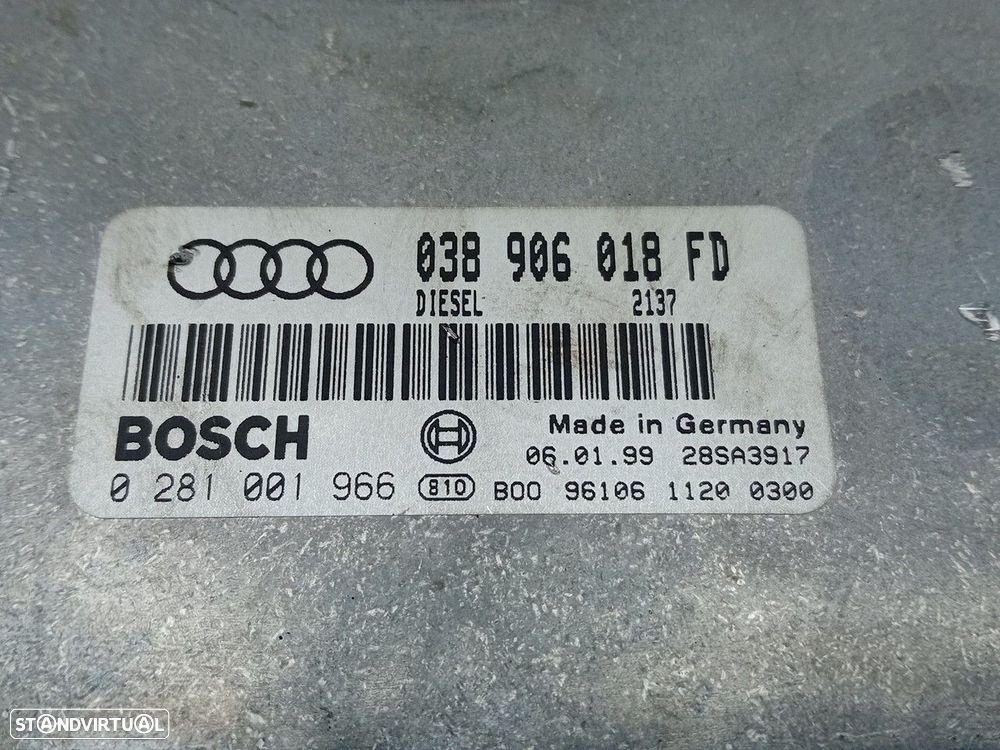 038 906 018 FD
DIESEL 2137
BOSCH
Made in Germany
06.01.99 28SA3917
0 281 001 966 810 B00 96106 1120 0300
STANDVIRTUAL